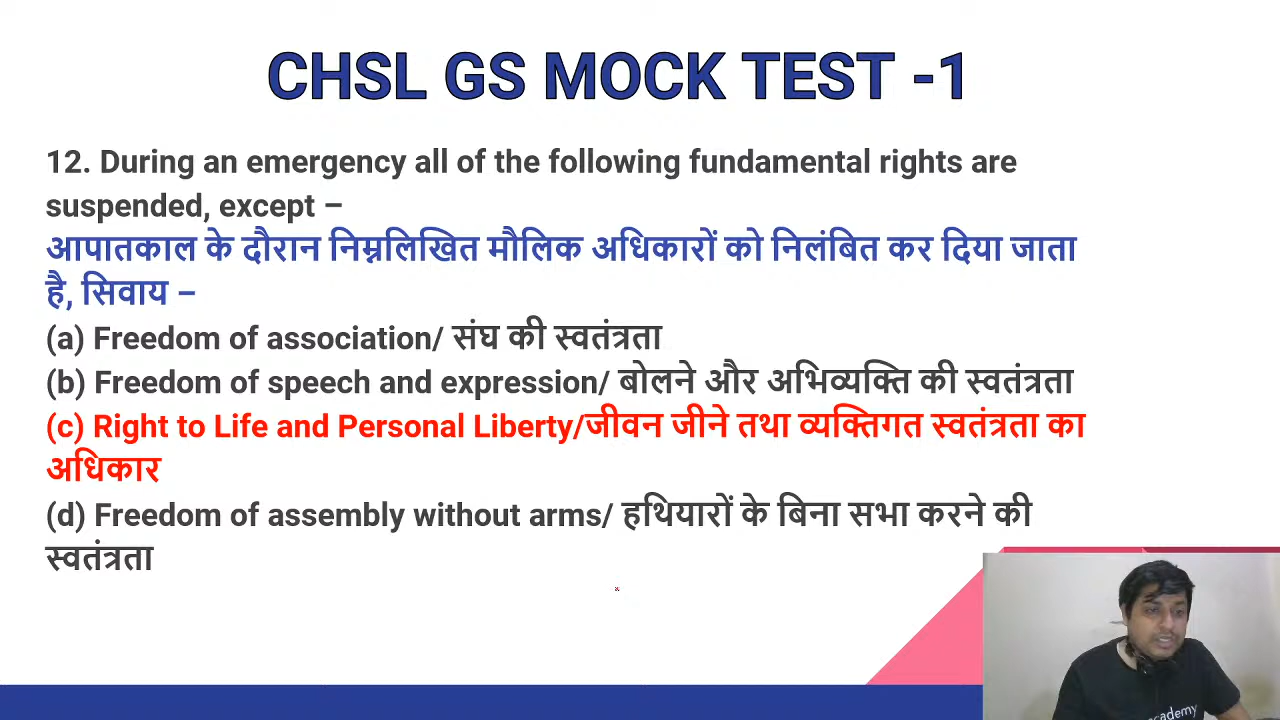 CHSL GS MOCK TEST -1
12. During an emergency all of the following fundamental rights are
suspended, except –
आपातकाल के दौरान निम्नलिखित मौलिक अधिकारों को निलंबित कर दिया जाता
है, सिवाय –
(a) Freedom of association/ संघ की स्वतंत्रता
(b) Freedom of speech and expression/ बोलने और अभिव्यक्ति की स्वतंत्रता
(c) Right to Life and Personal Liberty/जीवन जीने तथा व्यक्तिगत स्वतंत्रता का
अधिकार
(d) Freedom of assembly without arms/ हथियारों के बिना सभा करने की
स्वतंत्रता